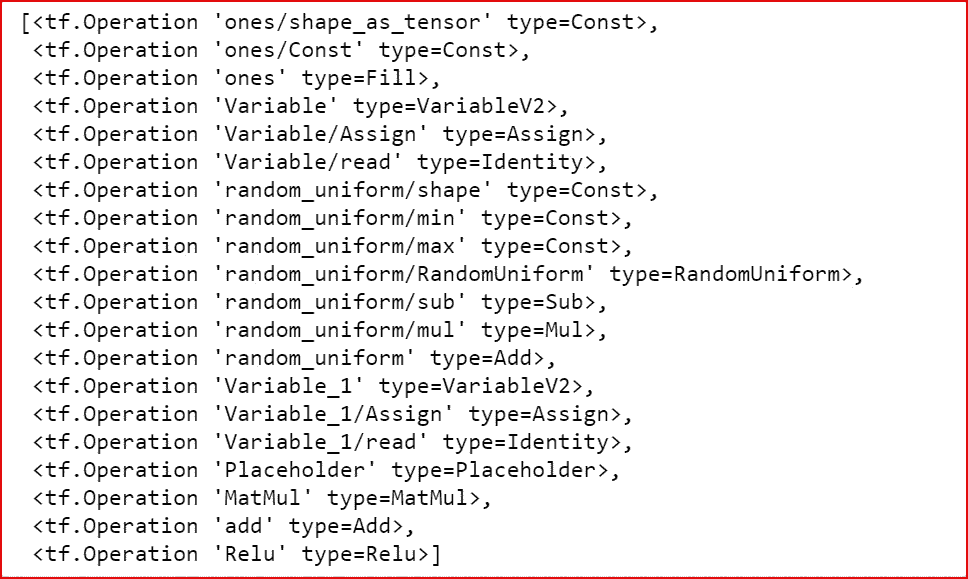 [<tf.Operation 'ones/shape_as_tensor' type=Const>,
<tf.Operation 'ones/Const' type=Const>,
<tf.Operation 'ones' type=Fill>,
<tf.Operation 'Variable' type=VariableV2>,
<tf.Operation 'Variable/Assign' type=Assign>,
<tf.Operation 'Variable/read' type=Identity>,
<tf.Operation 'random_uniform/shape' type=Const>,
<tf.Operation 'random_uniform/min' type=Const>,
<tf.Operation 'random_uniform/max' type=Const>,
<tf.Operation 'random_uniform/RandomUniform' type=RandomUniform>,
<tf.Operation 'random_uniform/sub' type=Sub>,
<tf.Operation 'random_uniform/mul' type=Mul>,
<tf.Operation 'random_uniform' type=Add>,
<tf.Operation 'Variable_1' type=VariableV2>,
<tf.Operation 'Variable_1/Assign' type=Assign>,
<tf.Operation 'Variable_1/read' type=Identity>,
<tf.Operation 'Placeholder' type=Placeholder>,
<tf.Operation 'MatMul' type=MatMul>,
<tf.Operation 'add' type=Add>,
<tf.Operation 'Relu' type=Relu>]